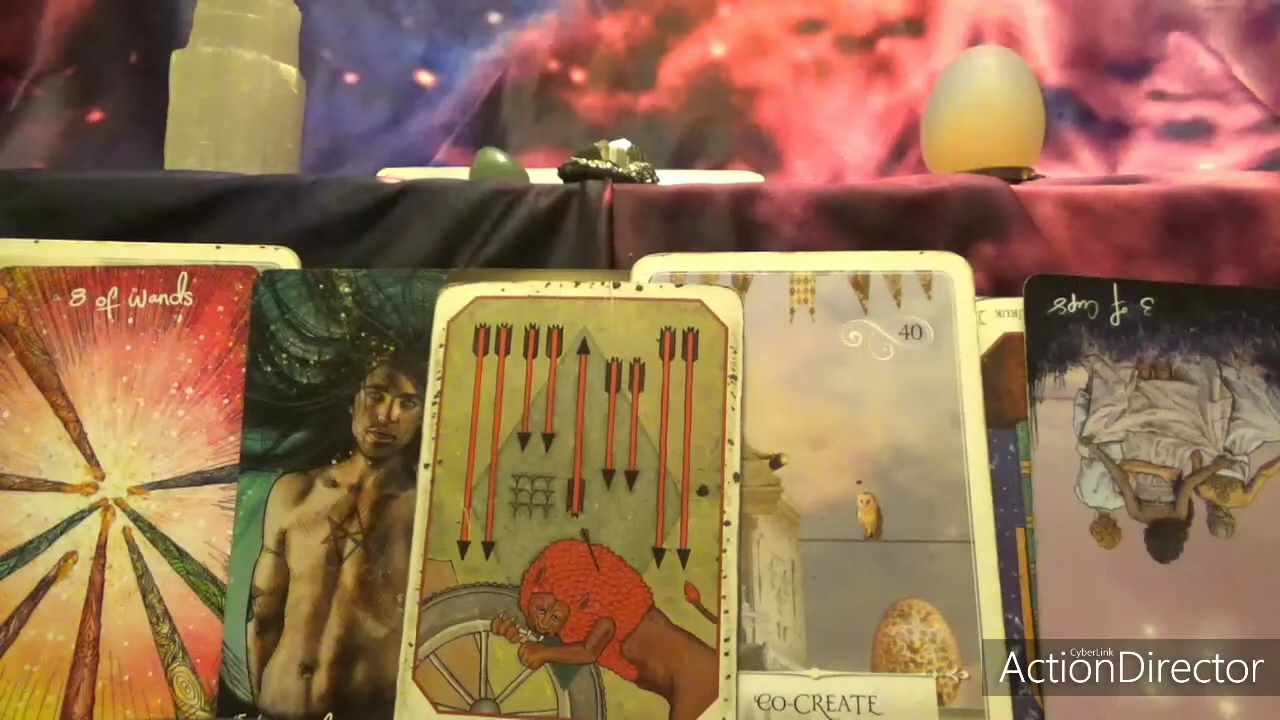 8 of Wands
40
3 of Cups
CO-CREATE
CyberLink
ActionDirector